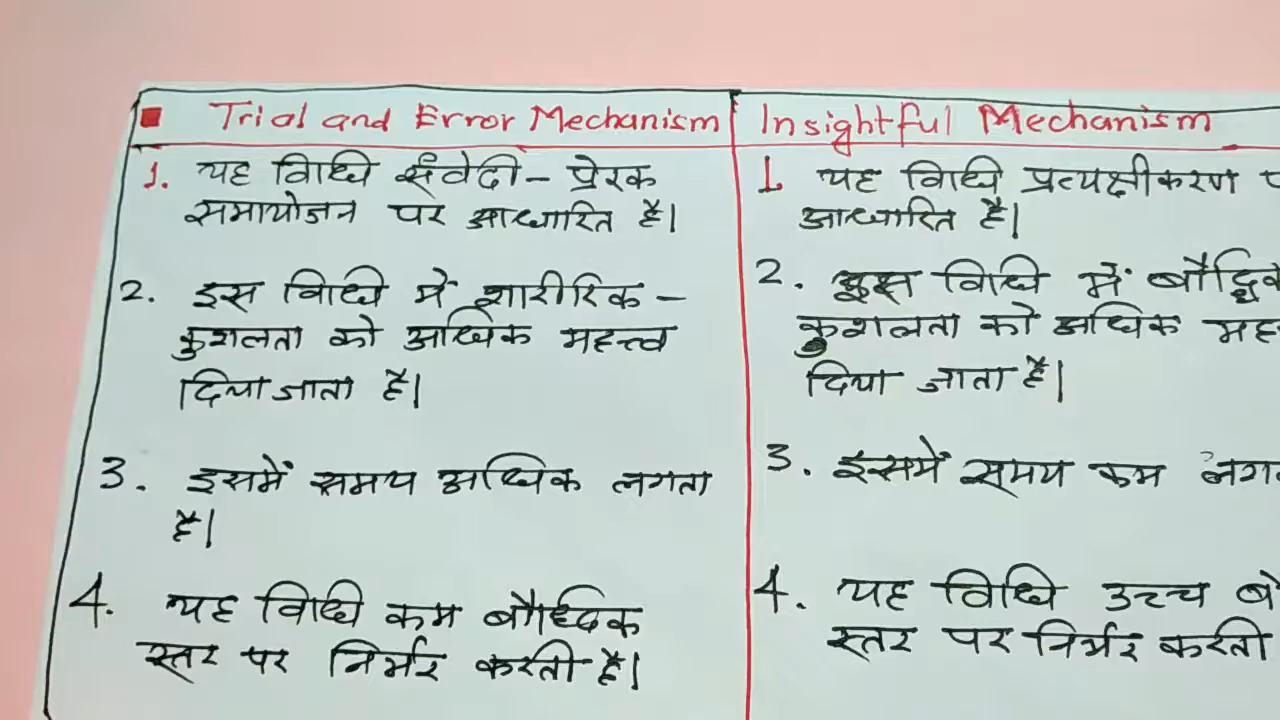 Trial and Error Mechanism
1. यह विधि संवेदी - प्रेरक
समायोजन पर आधारित है।
2. इस विधि में शारीरिक -
कुशलता को अधिक महत्त्व
दिया जाता है।
3. इसमें समय अधिक लगता
है।
4. यह विधि कम बौध्दिक
स्तर पर निर्भर करती है।
Insightful Mechanism
1. यह विधि प्रत्यक्षीकरण
आधारित है।
2. इस विधि में
कुशलता को अधिक
दिया जाता है।
3. इसमें समय कम
4. यह विधि उच्च
स्तर पर निर्भर करती